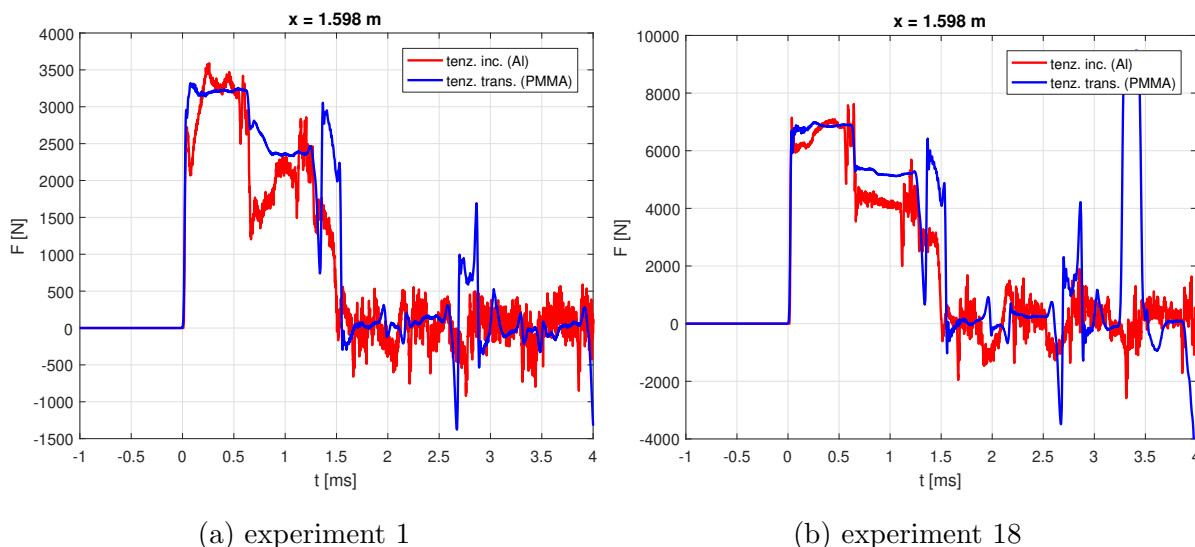 x = 1.598 m
4000
3500
3000
2500
2000
1500
1000
500
0
-500
-1000
-1500
F [N]
tenz. inc. (Al)
tenz. trans. (PMMA)
-1 -0.5 0 0.5 1 1.5 2 2.5 3 3.5 4
t [ms]
(a) experiment 1
x = 1.598 m
10000
8000
6000
4000
2000
0
-2000
-4000
F [N]
tenz. inc. (Al)
tenz. trans. (PMMA)
-1 -0.5 0 0.5 1 1.5 2 2.5 3 3.5 4
t [ms]
(b) experiment 18